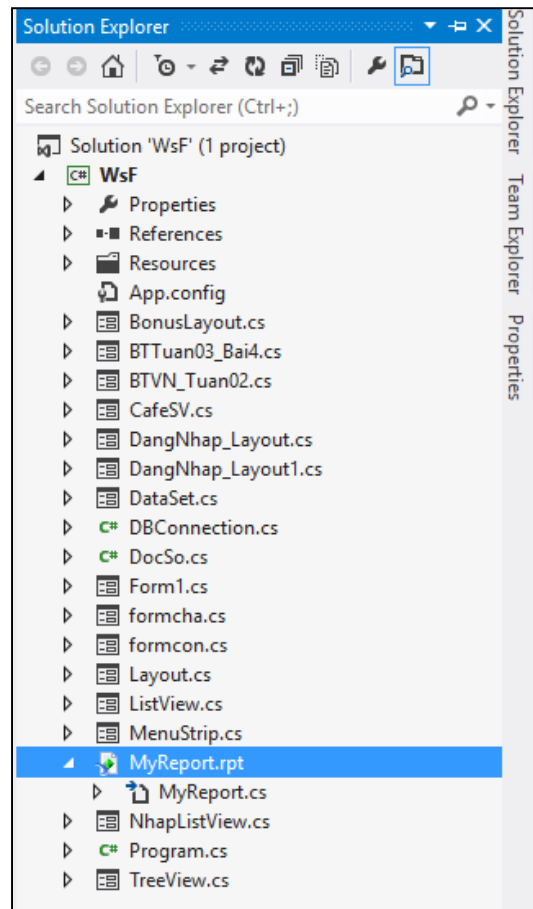 Solution Explorer
Search Solution Explorer (Ctrl+;)
Solution 'WsF' (1 project)
C# WsF
Properties
References
Resources
App.config
BonusLayout.cs
BTTuan03_Bai4.cs
BTVN_Tuan02.cs
CafeSV.cs
DangNhap_Layout.cs
DangNhap_Layout1.cs
DataSet.cs
C# DBConnection.cs
C# DocSo.cs
Form1.cs
formcha.cs
formcon.cs
Layout.cs
ListView.cs
MenuStrip.cs
MyReport.rpt
MyReport.cs
NhapListView.cs
C# Program.cs
TreeView.cs
Solution Explorer
Team Explorer
Properties